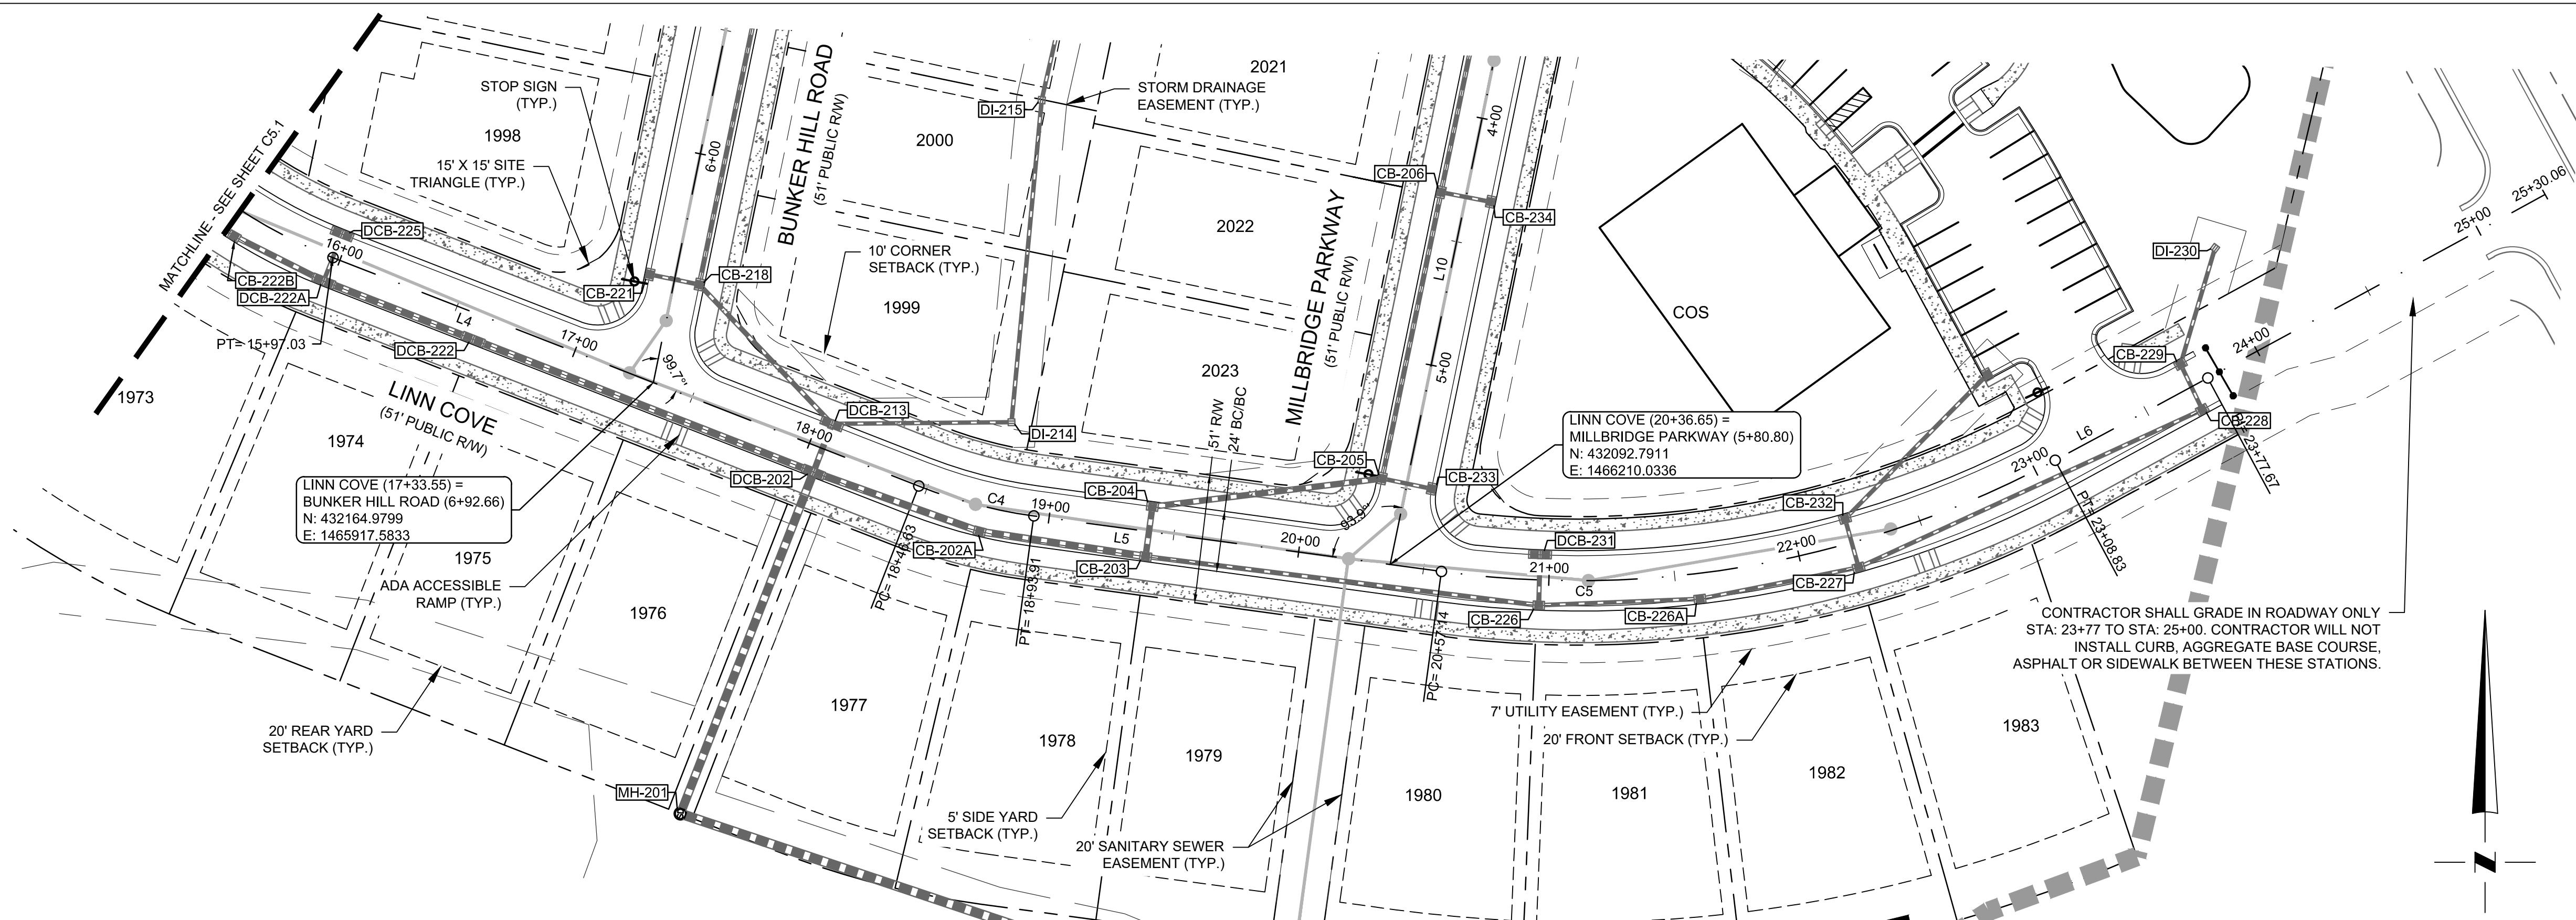 MATCHLINE - SEE SHEET C5.1
STOP SIGN
(TYP.)
1998
15' X 15' SITE
TRIANGLE (TYP.)
6+00
BUNKER HILL ROAD
(51' PUBLIC R/W)
2000
DI-215
2021
STORM DRAINAGE
EASEMENT (TYP.)
2022
4+00
CB-206
CB-234
MILLBRIDGE PARKWAY
(51' PUBLIC R/W)
L10
5+00
COS
25+30.06
25+00
DI-230
24+00
CB-229
DCB-225
16+00
CB-222B
DCB-222A
PT= 15+97.03
L4
DCB-222
17+00
CB-221
CB-218
99.7°
10' CORNER
SETBACK (TYP.)
1999
2023
51' R/W
24' BC/BC
DCB-213
18+00
DI-214
LINN COVE
(51' PUBLIC R/W)
1973
1974
LINN COVE (17+33.55) =
BUNKER HILL ROAD (6+92.66)
N: 432164.9799
E: 1465917.5833
1975
ADA ACCESSIBLE
RAMP (TYP.)
DCB-202
PC= 18+46.63
C4
19+00
CB-202A
PT= 18+93.91
L5
CB-204
CB-203
CB-205
CB-233
93.9°
20+00
LINN COVE (20+36.65) =
MILLBRIDGE PARKWAY (5+80.80)
N: 432092.7911
E: 1466210.0336
PC= 20+57.14
DCB-231
21+00
C5
CB-226
CB-226A
22+00
CB-232
CB-227
23+00
L6
PT= 23+08.83
CB-228
23+77.67
CONTRACTOR SHALL GRADE IN ROADWAY ONLY
STA: 23+77 TO STA: 25+00. CONTRACTOR WILL NOT
INSTALL CURB, AGGREGATE BASE COURSE,
ASPHALT OR SIDEWALK BETWEEN THESE STATIONS.
1976
1977
1978
1979
1980
1981
1982
1983
20' REAR YARD
SETBACK (TYP.)
MH-201
5' SIDE YARD
SETBACK (TYP.)
20' SANITARY SEWER
EASEMENT (TYP.)
7' UTILITY EASEMENT (TYP.)
20' FRONT SETBACK (TYP.)
N